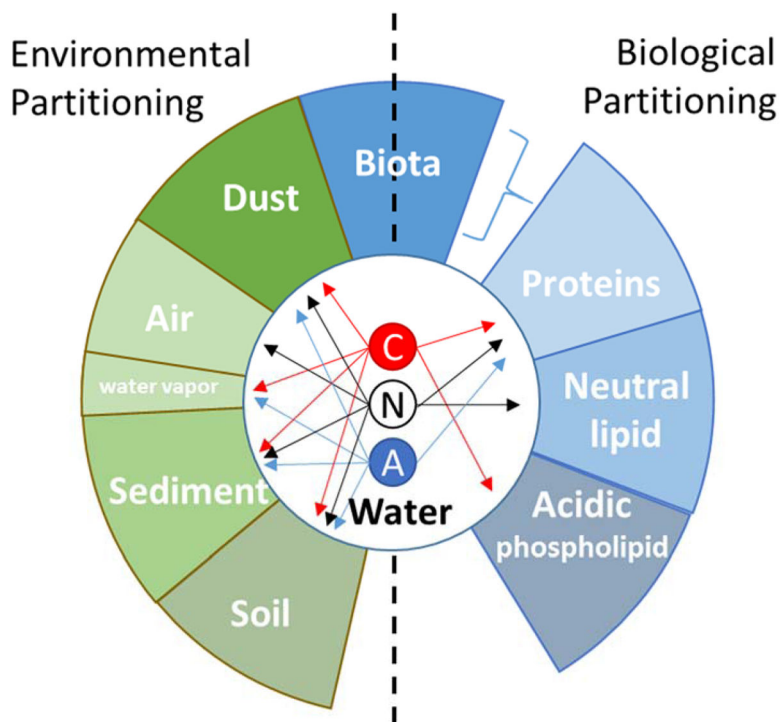 Environmental
Partitioning
Biological
Partitioning
Biota
Dust
Proteins
Air
C
water vapor
N
Neutral
lipid
A
Sediment
Water
Acidic
phospholipid
Soil